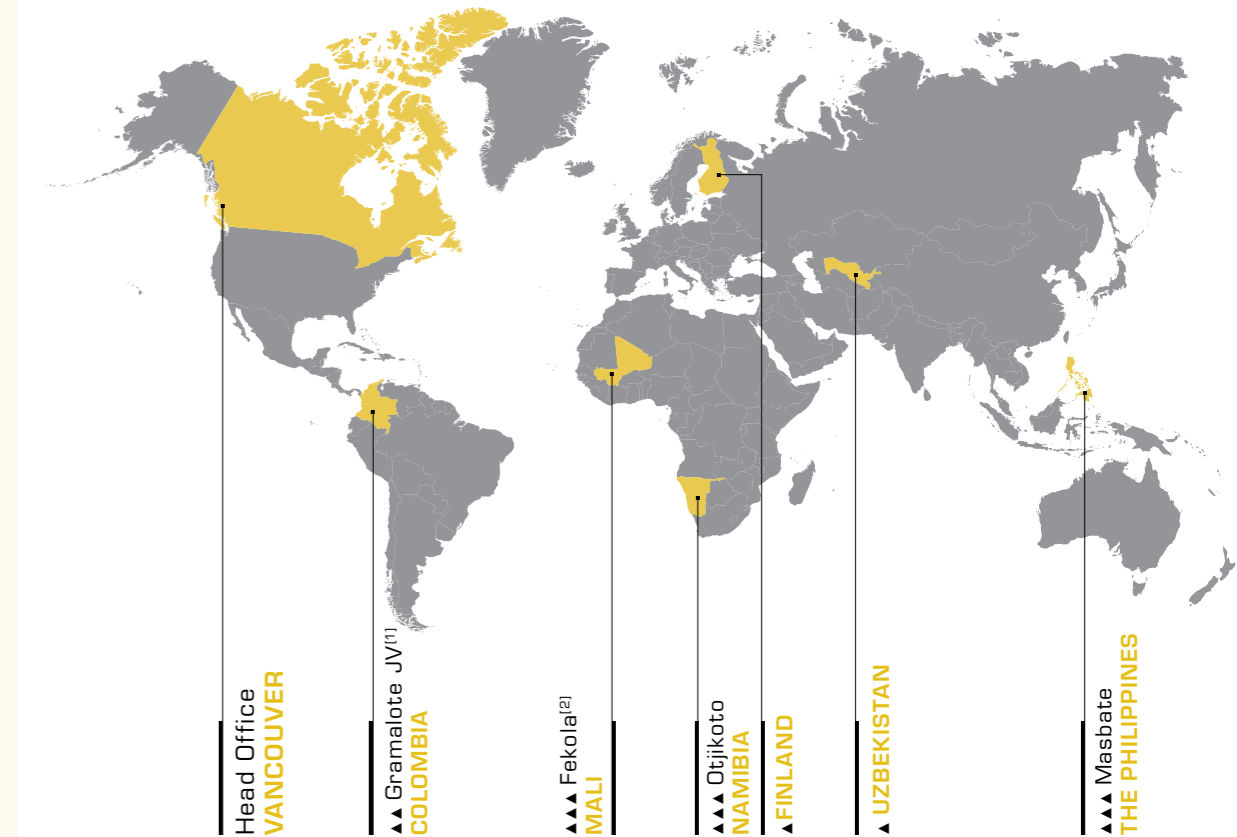 Head Office
VANCOUVER
▲▲ Gramalote JV[1]
COLOMBIA
▲▲▲ Fekola[2]
MALI
▲▲▲ Otjikoto
NAMIBIA
▲ FINLAND
▲ UZBEKISTAN
▲▲▲ Masbate
THE PHILIPPINES